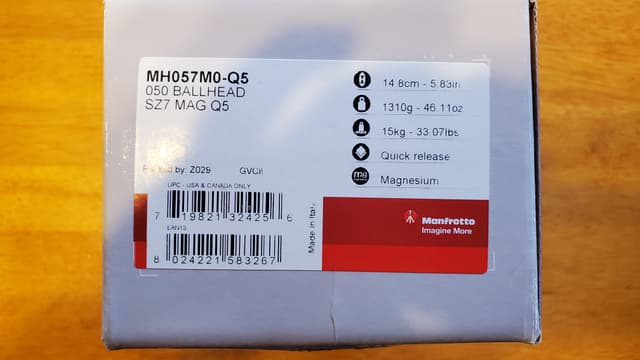 MH057M0-Q5
050 BALLHEAD
SZ7 MAG Q5
14.8cm - 5.83in
1310g - 46.11oz
15kg - 33.07lbs
Quick release
mg
Magnesium
by: Z029
UPC - USA & CANADA ONLY
7 19821 32425 6
EAN13
8 024221 583267
Made in Italy
Manfrotto
Imagine More